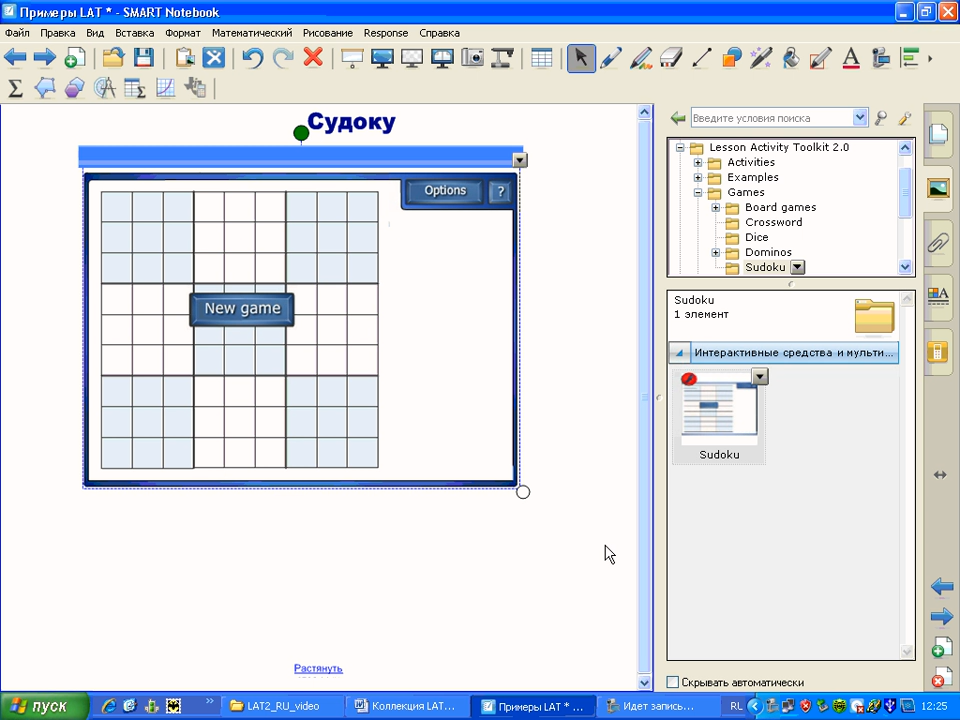 Примеры LAT * - SMART Notebook
Файл Правка Вид Вставка Формат Математический Рисование Response Справка
Введите условия поиска
Судоку
Options ?
New game
Растянуть
Lesson Activity Toolkit 2.0
Activities
Examples
Games
Board games
Crossword
Dice
Dominos
Sudoku
Sudoku
1 элемент
Интерактивные средства и мульти...
Sudoku
Скрывать автоматически
пуск
LAT2_RU_video
Коллекция LAT...
Примеры LAT * ...
Идет запись...
RU
12:25